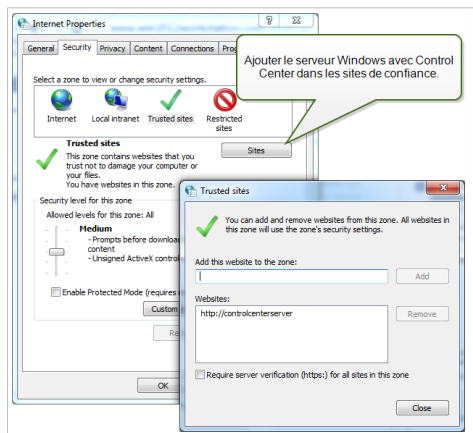 Internet Properties
General Security Privacy Content Connections
Ajouter le serveur Windows avec Control
Center dans les sites de confiance.
Select a zone to view or change security settings.
Internet Local intranet Trusted sites Restricted
sites
Trusted sites
This zone contains websites that you
trust not to damage your computer or
your files.
You have websites in this zone.
Sites
Security level for this zone
Allowed levels for this zone: All
Medium
- Prompts before
content
- Unsigned ActiveX
Enable Protected Mode (requires
Custom
OK
Trusted sites
You can add and remove websites from this zone. All websites in
this zone will use the zone's security settings.
Add this website to the zone:
Add
Websites:
http://controlcenterserver
Remove
Require server verification (https:) for all sites in this
zone
Close